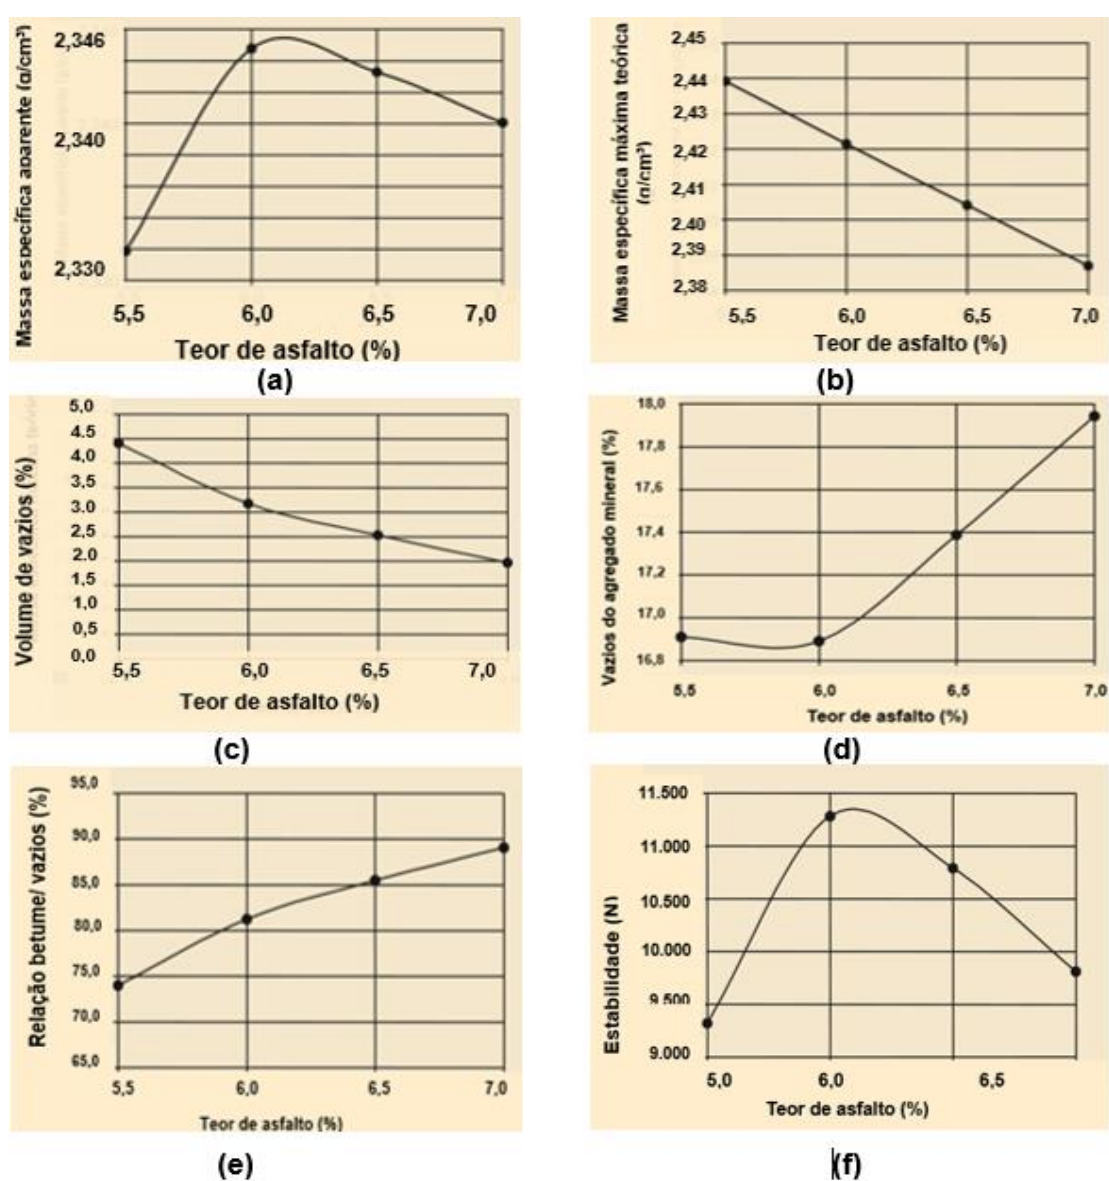 Massa específica aparente (g/cm³)
2,346
2,340
2,330
5,5 6,0 6,5 7,0
Teor de asfalto (%)
(a)
Massa específica máxima teórica
(g/cm³)
2,45
2,44
2,43
2,42
2,41
2,40
2,39
2,38
5,5 6,0 6,5 7,0
Teor de asfalto (%)
(b)
Volume de vazios (%)
5.0
4.5
4.0
3,5
3.0
2,5
2.0
1,5
1.0
0,5
0,0
5,5 6,0 6,5 7,0
Teor de asfalto (%)
(c)
Vazios do agregado mineral (%)
18,0
17,8
17,6
17,4
17,2
17,0
16,8
5,5 6,0 6,5 7,0
Teor de asfalto (%)
(d)
Relação betume/ vazios (%)
95,0
90,0
85,0
80,0
75,0
70,0
65,0
5,5 6,0 6,5 7,0
Teor de asfalto (%)
(e)
Estabilidade (N)
11.500
11.000
10.500
10.000
9.500
9.000
5,0 6,0 6,5
Teor de asfalto (%)
(f)